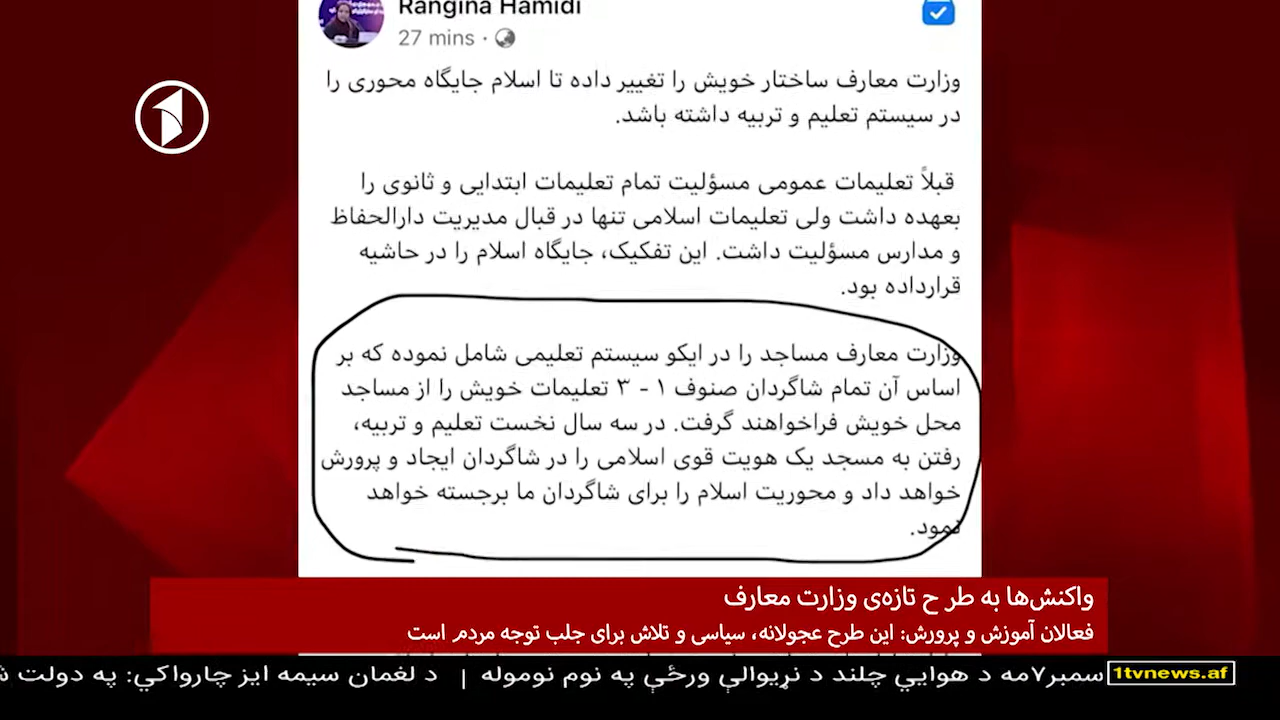 Rangina Hamidi
27 mins ·
وزارت معارف ساختار خویش را تغییر داده تا اسلام جایگاه محوری را
در سیستم تعلیم و تربیه داشته باشد.
قبلاً تعلیمات عمومی مسؤلیت تمام تعلیمات ابتدایی و ثانوی را
بعهده داشت ولی تعلیمات اسلامی تنها در قبال مدیریت دارالحفاظ
و مدارس مسؤلیت داشت. این تفکیک، جایگاه اسلام را در حاشیه
قرارداده بود.
وزارت معارف مساجد را در ایکو سیستم تعلیمی شامل نموده که بر
اساس آن تمام شاگردان صنوف ۱ - ۳ تعلیمات خویش را از مساجد
محل خویش فراخواهند گرفت. در سه سال نخست تعلیم و تربیه،
رفتن به مسجد یک هویت قوی اسلامی را در شاگردان ایجاد و پرورش
خواهد داد و محوریت اسلام را برای شاگردان ما برجسته خواهد
نمود.
واکنش‌ها به طر ح تازه‌ی وزارت معارف
فعالان آموزش و پرورش: این طرح عجولانه، سیاسی و تلاش برای جلب توجه مردم است
1tvnews.af
سمبر۷مه د هوايي چلند د نړیوالې ورځې په نوم نوموله | د لغمان سیمه ایز چارواکي: په دولت